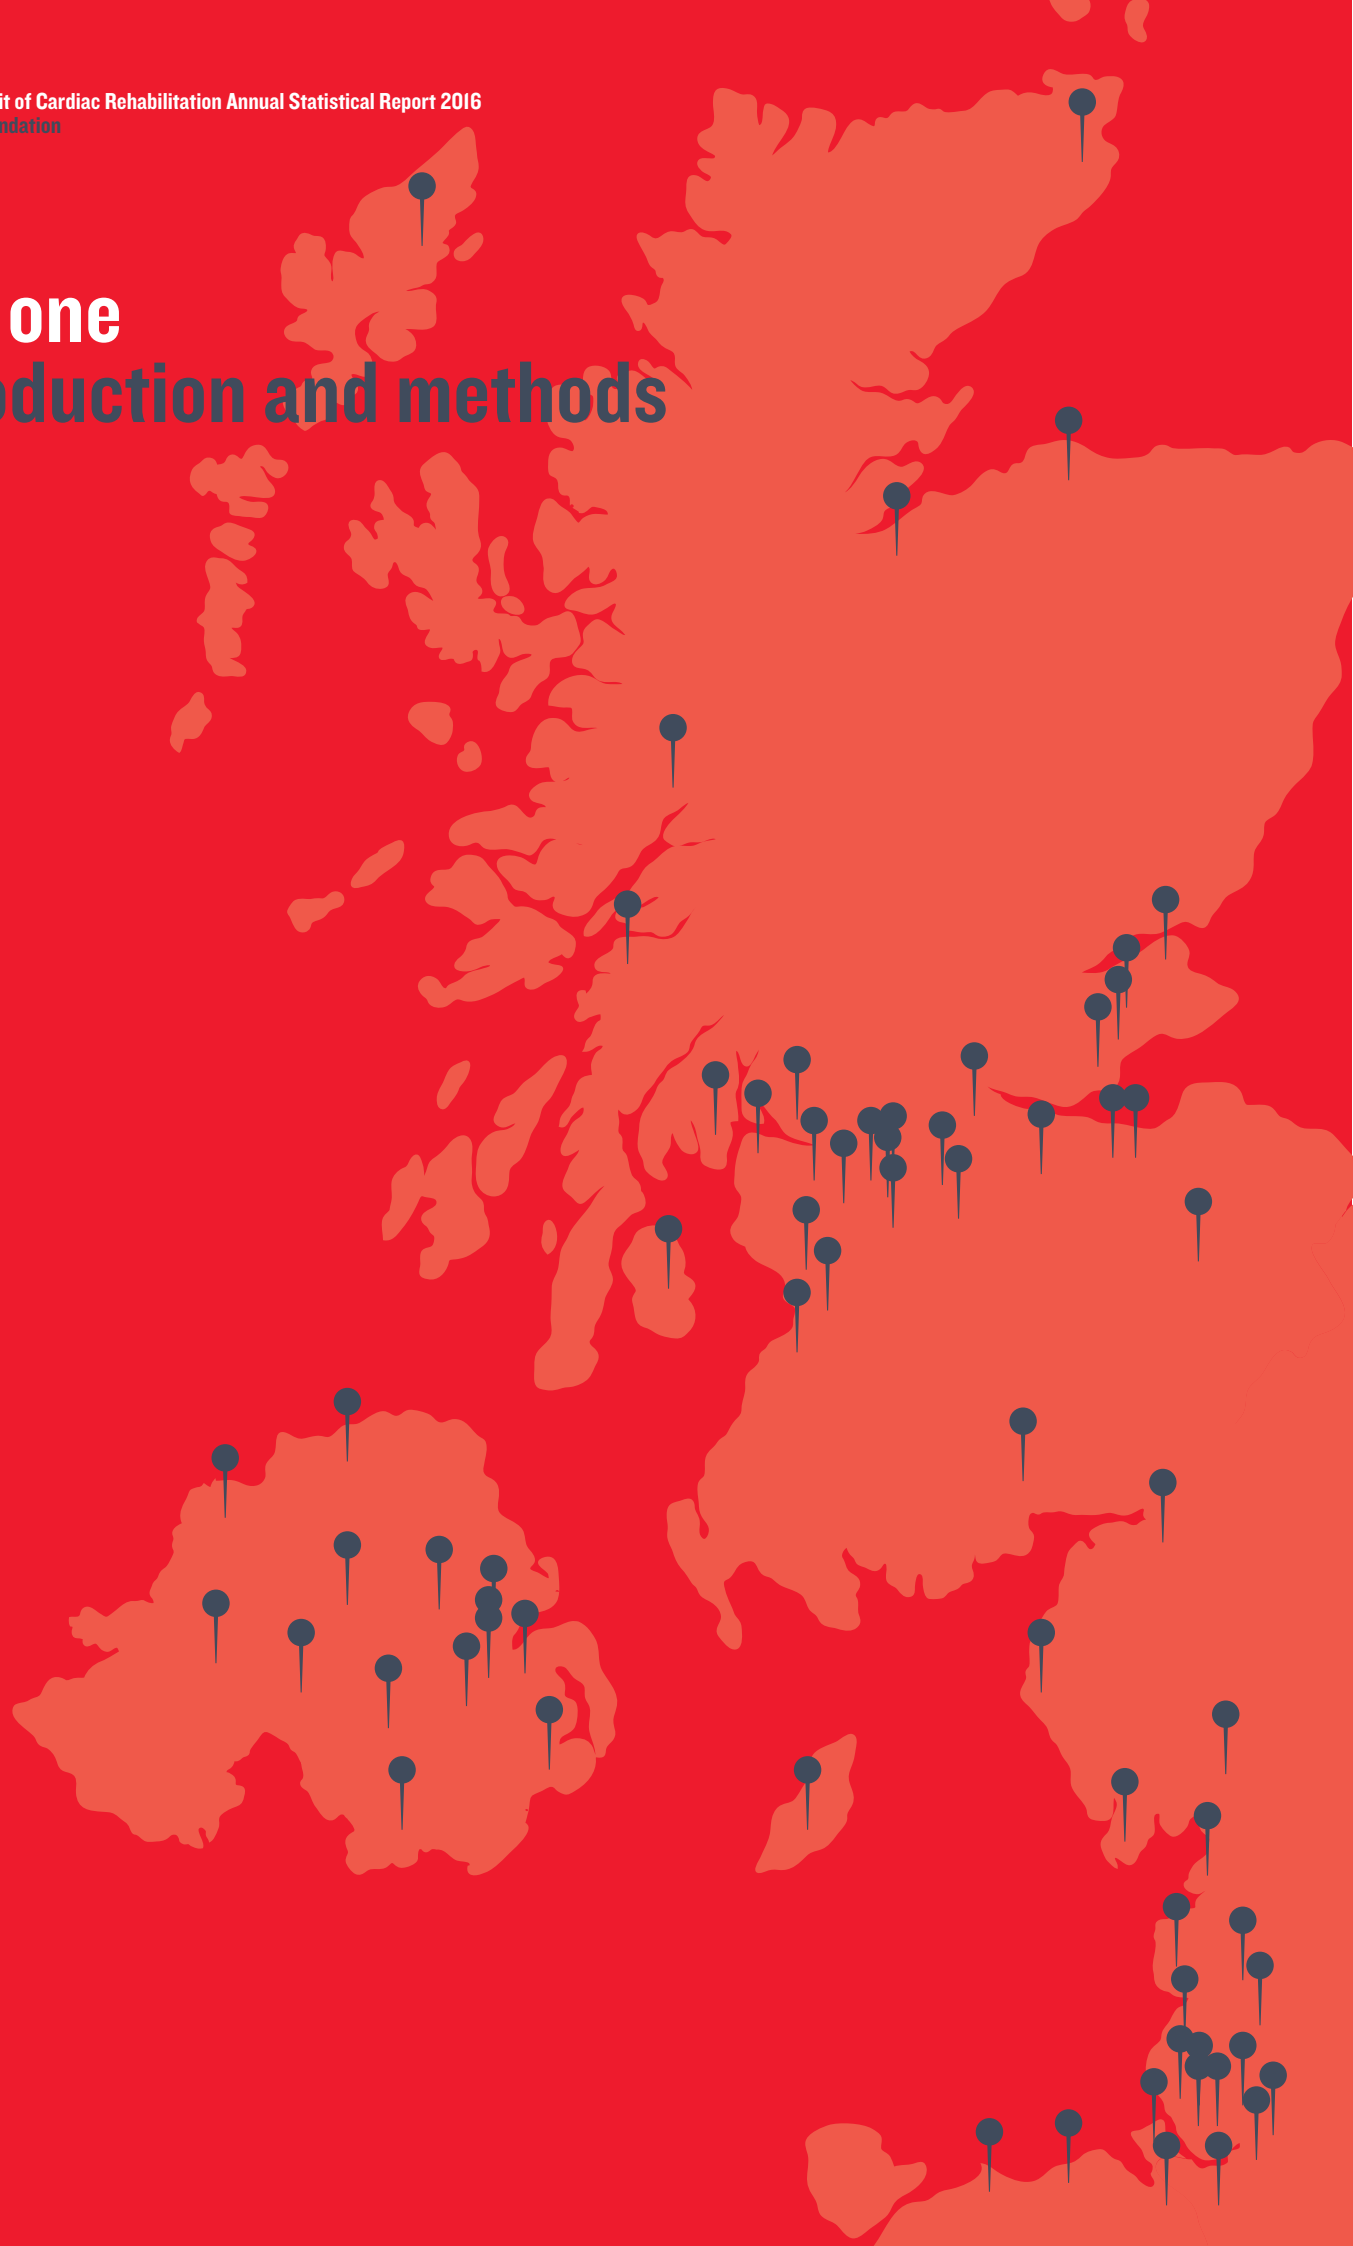 it of Cardiac Rehabilitation Annual Statistical Report 2016
ndation
one
oduction and methods